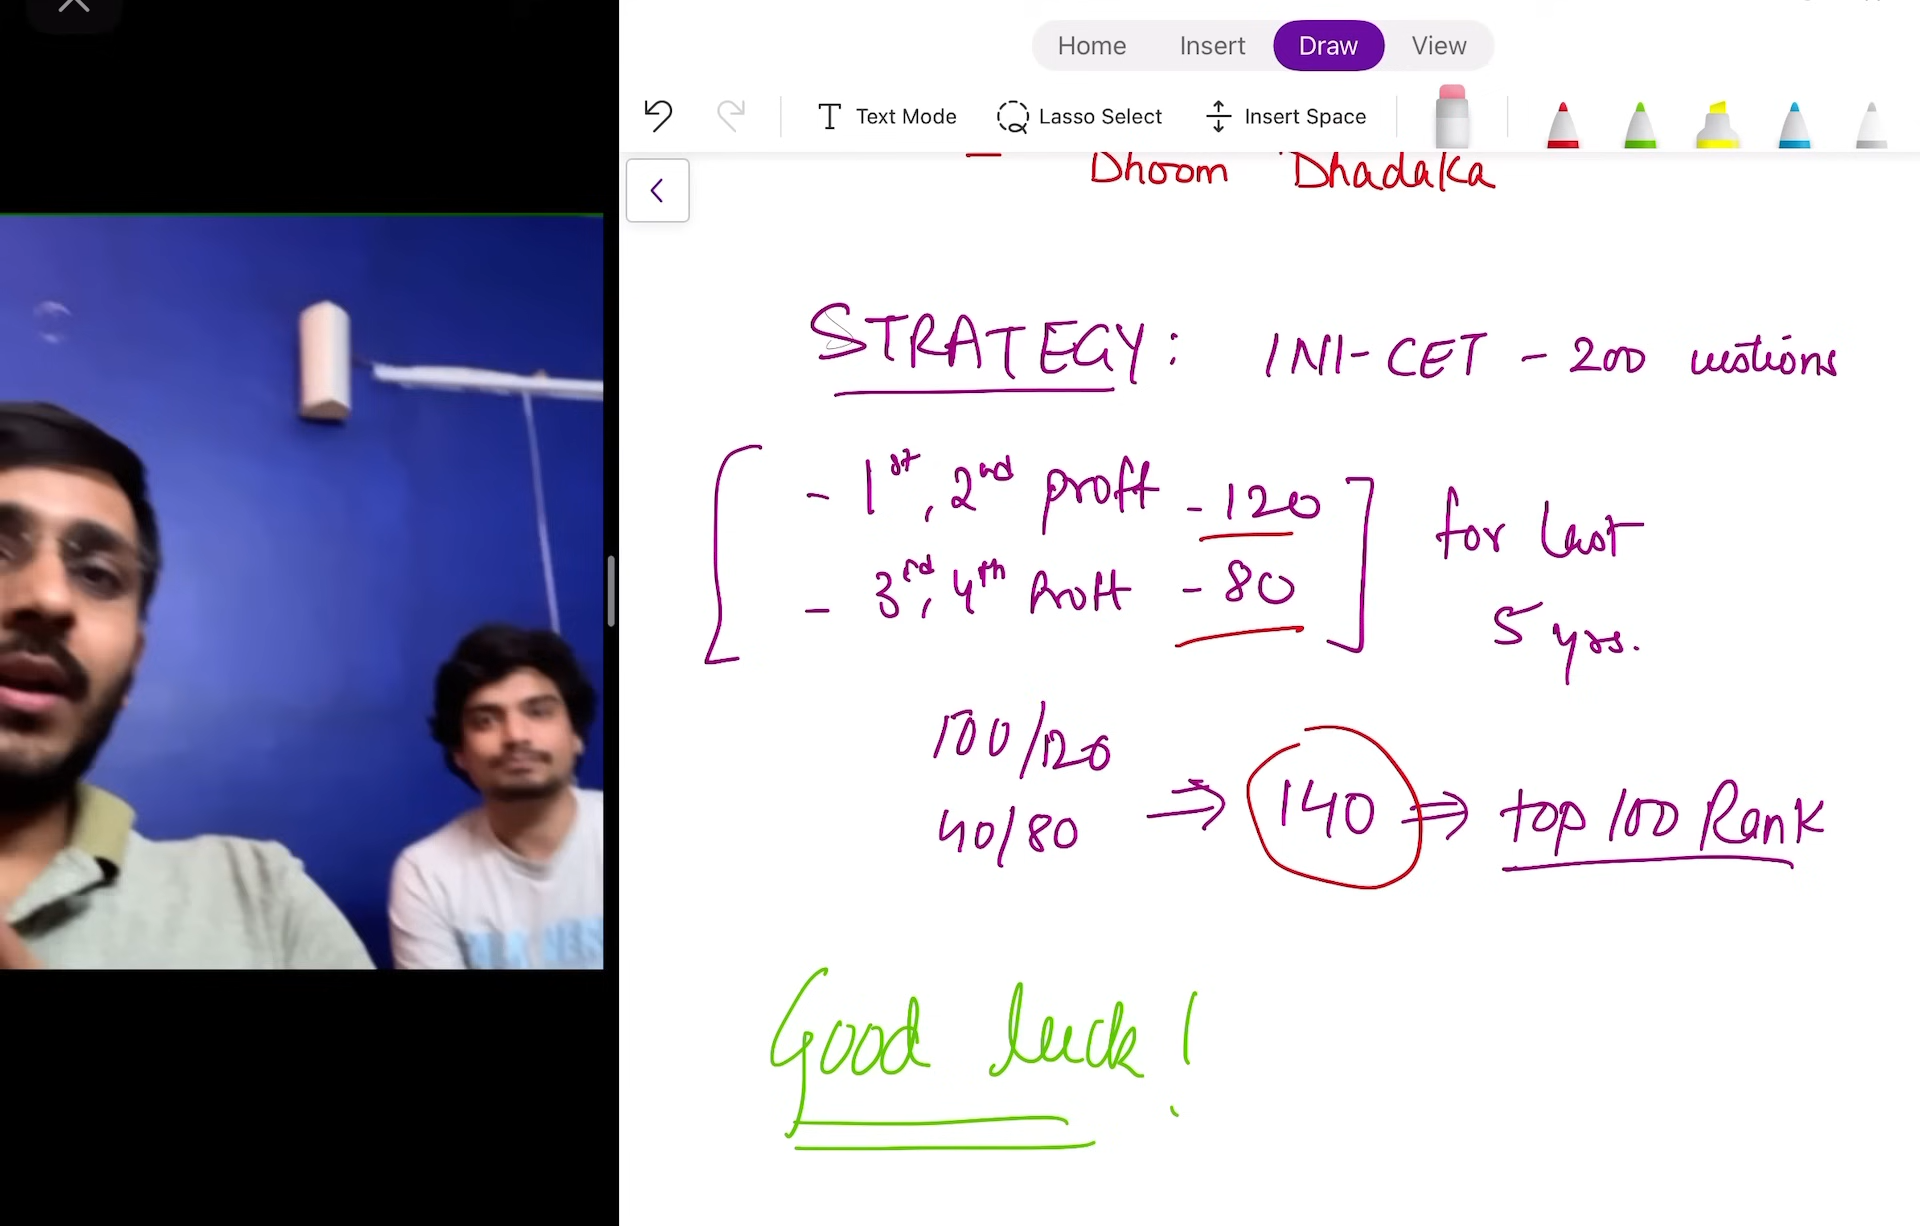 Home Insert Draw View
Text Mode Lasso Select Insert Space
Dhoom Dhadaka
STRATEGY: INI-CET - 200 uestions
- 1st, 2nd proff - 120
- 3rd, 4th Proff - 80
for last
5 yrs.
100/120
40/80
⇒ 140 ⇒ top 100 Rank
Good luck!